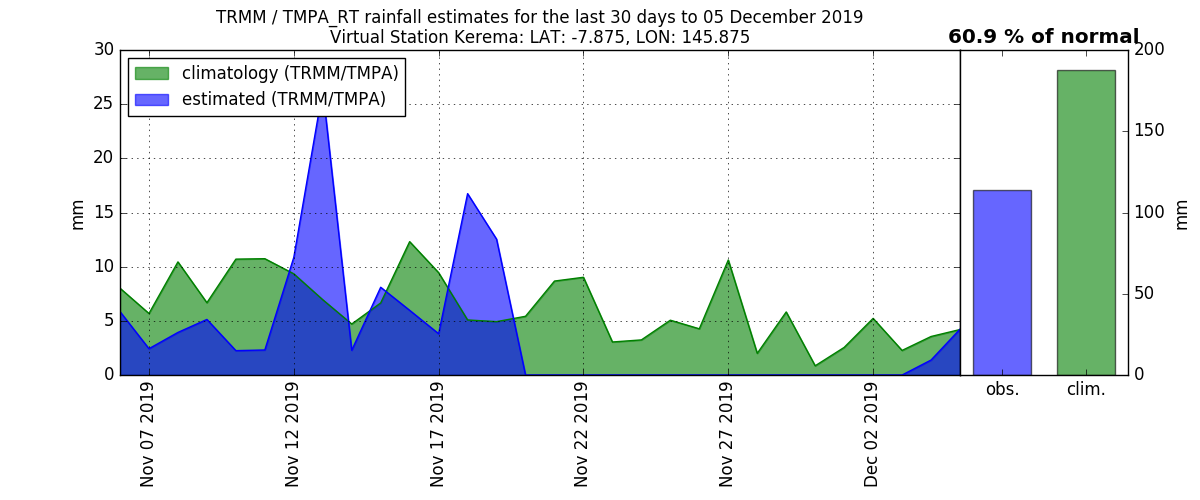 TRMM / TMPA_RT rainfall estimates for the last 30 days to 05 December 2019
Virtual Station Kerema: LAT: -7.875, LON: 145.875
60.9 % of normal
climatology (TRMM/TMPA)
estimated (TRMM/TMPA)
30
25
20
15
10
5
0
mm
Nov 07 2019
Nov 12 2019
Nov 17 2019
Nov 22 2019
Nov 27 2019
Dec 02 2019
200
150
100
50
0
mm
obs.
clim.